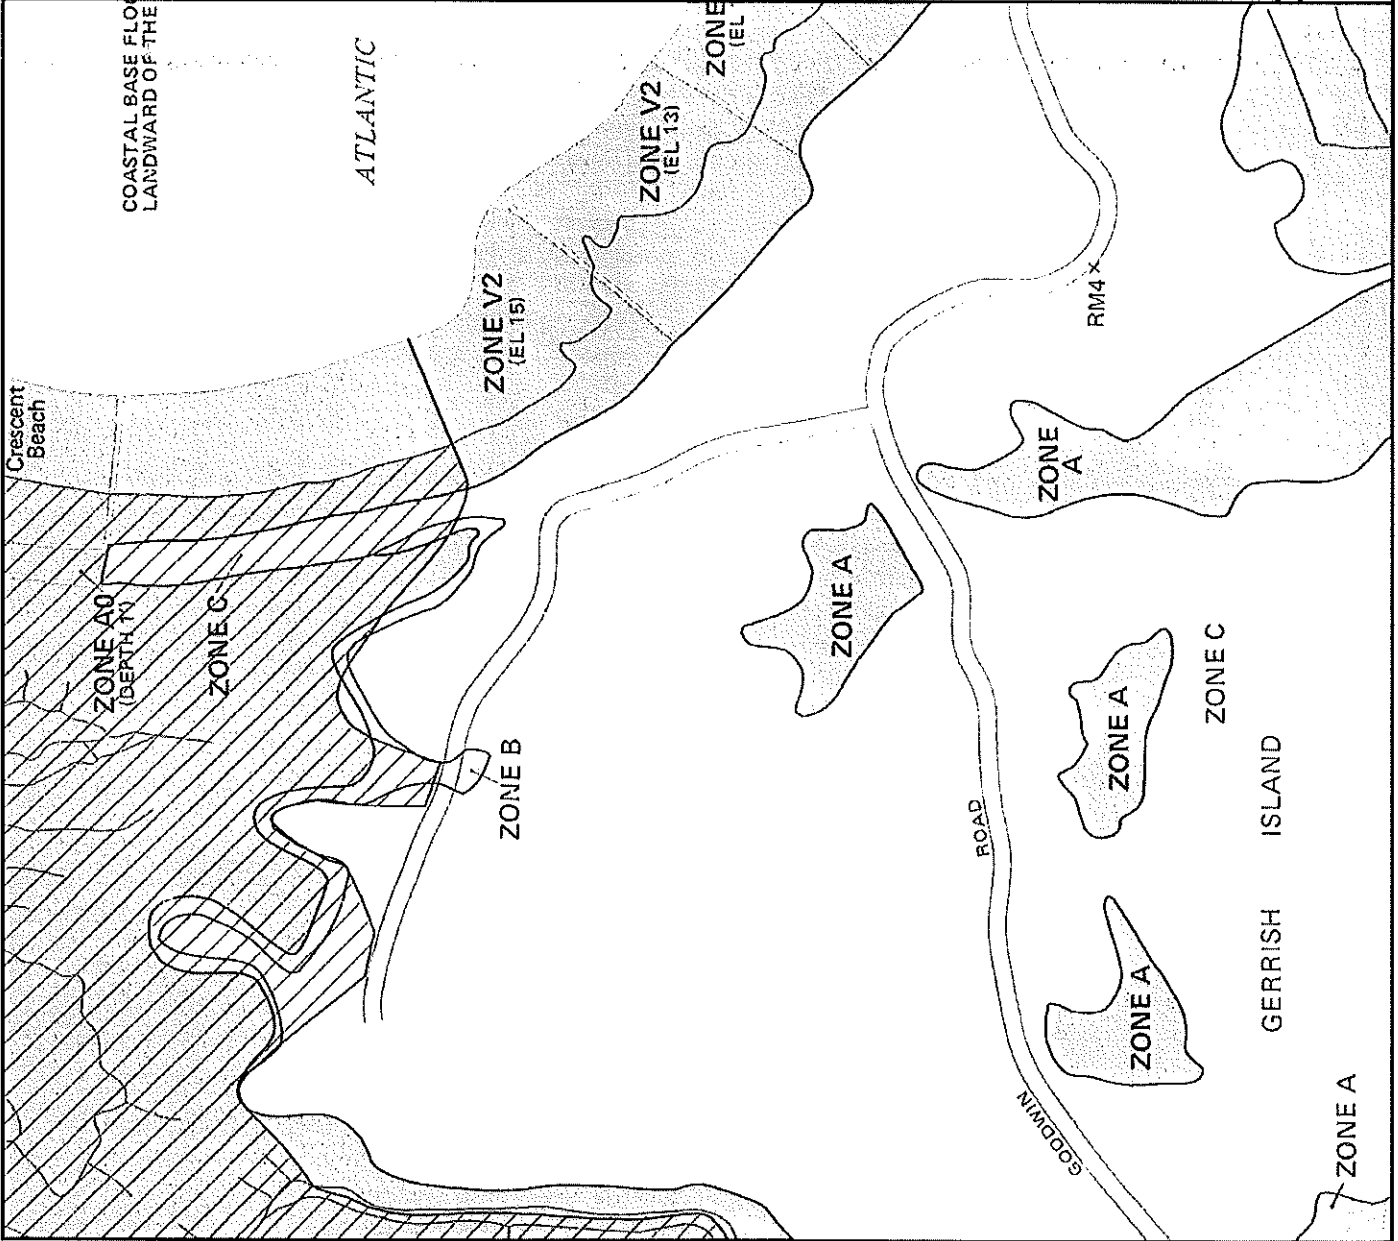 COASTAL BASE FLO
LANDWARD OF THE
ATLANTIC
ZONE
(EL
ZONE V2
(EL 13)
ZONE V2
(EL 15)
Crescent
Beach
ZONE A0
(DEPTH 1')
ZONE C
ZONE B
RM4
ZONE
A
ZONE A
ZONE A
ZONE C
ROAD
GERRISH ISLAND
ZONE A
GODDWIN
ZONE A